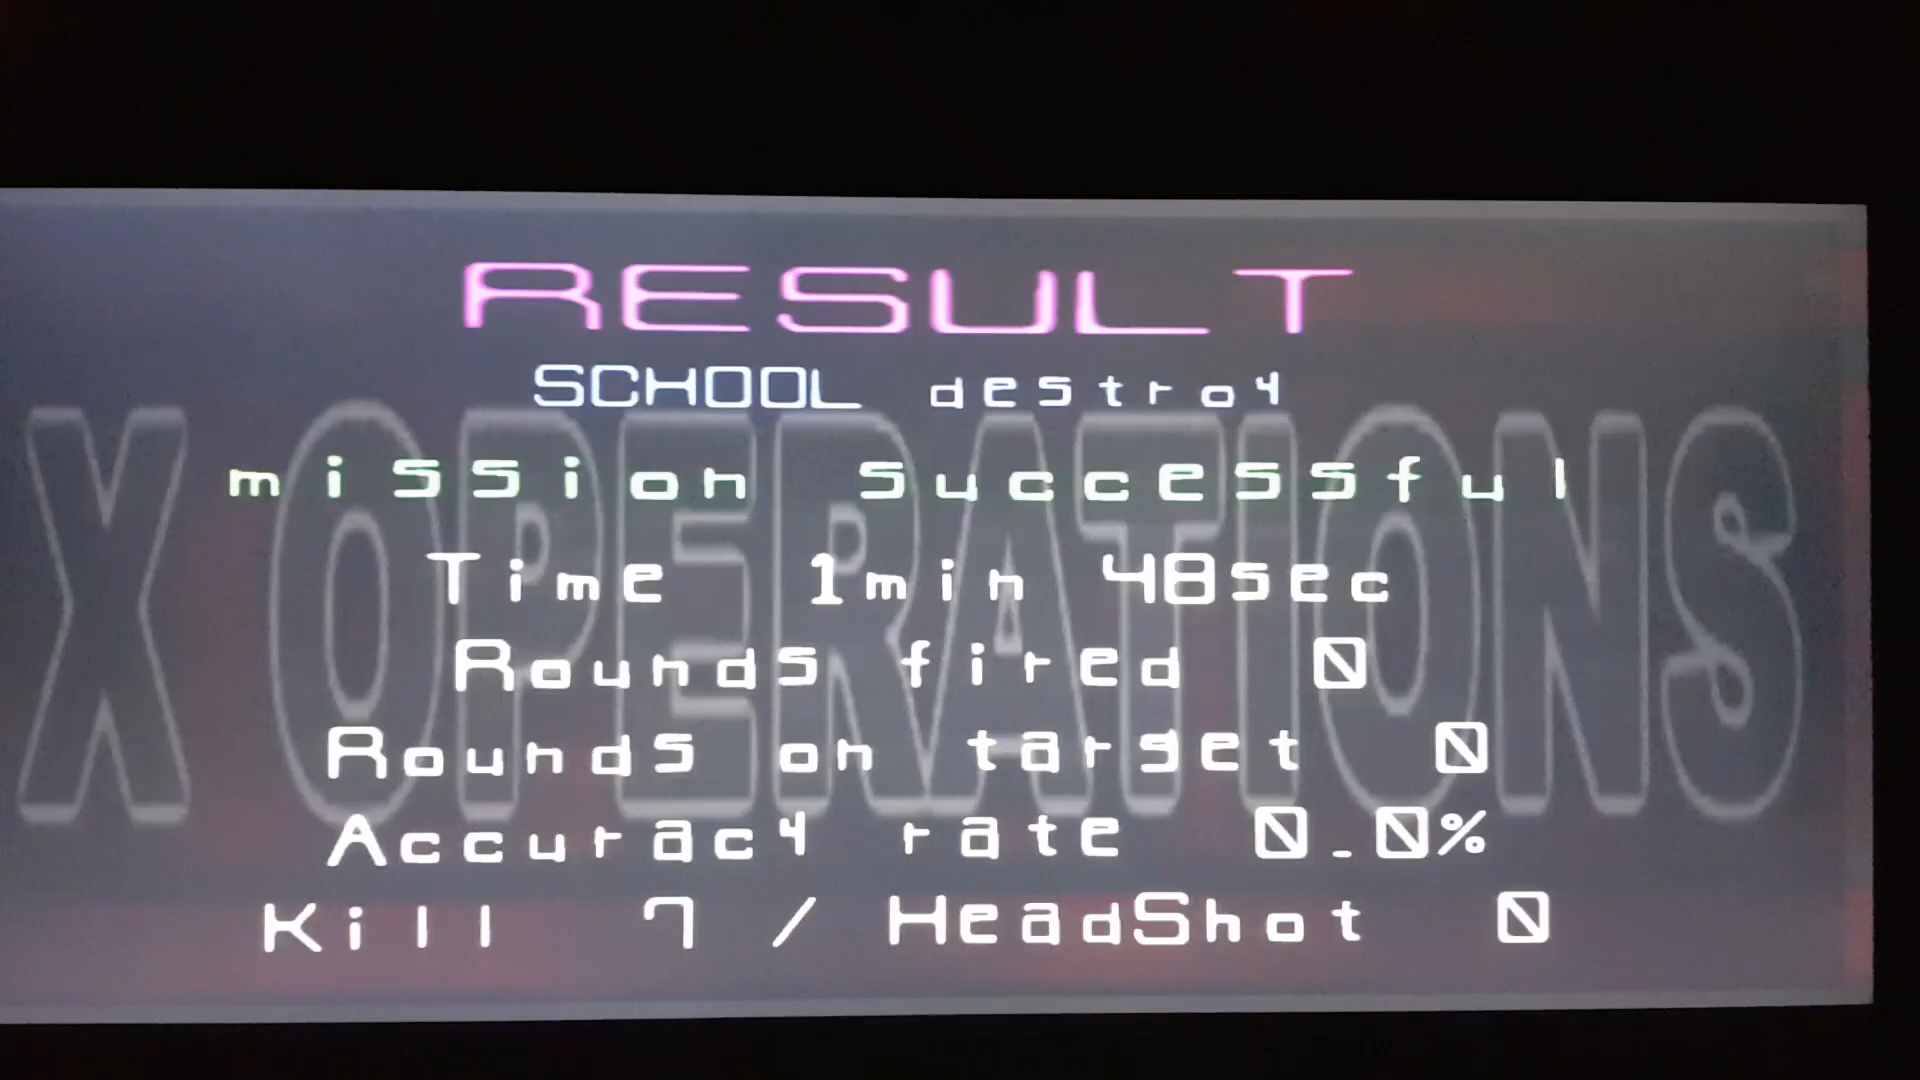 RESULT
SCHOOL destroy
mission successful
Time 1min 48sec
Rounds fired 0
Rounds on target 0
Accuracy rate 0.0%
Kill 7 / HeadShot 0
X OPERATIONS